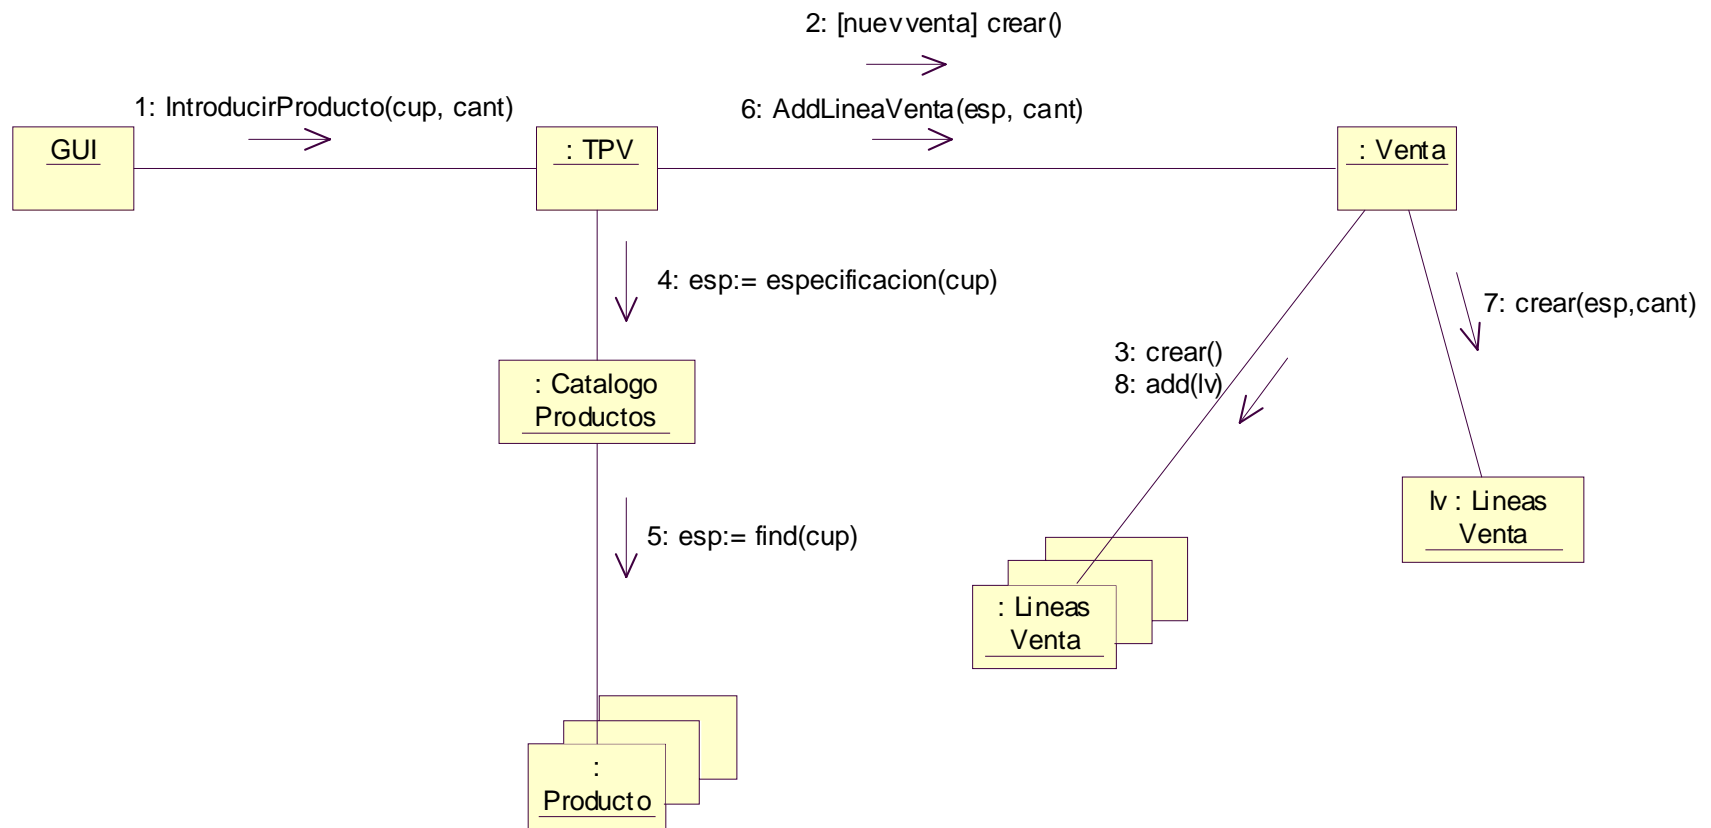 2: [nuevventa] crear()
1: IntroducirProducto(cup, cant)
6: AddLineaVenta(esp, cant)
GUI
: TPV
: Venta
4: esp:= especificacion(cup)
7: crear(esp,cant)
3: crear()
8: add(lv)
: Catalogo
Productos
lv : Lineas
Venta
5: esp:= find(cup)
: Lineas
Venta
:
Producto